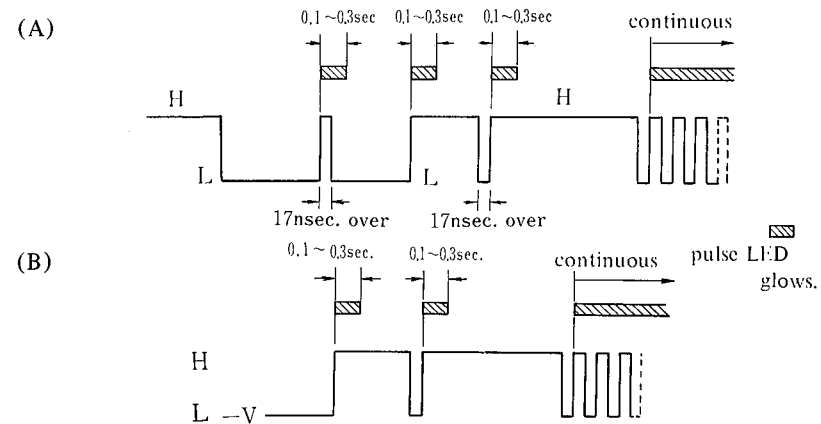 (A)
0.1~0.3sec 0.1~0.3sec 0.1~0.3sec continuous
H H
L L
17nsec. over 17nsec. over
(B)
0.1~0.3sec. 0.1~0.3sec. continuous
pulse LED
glows.
H
L -V